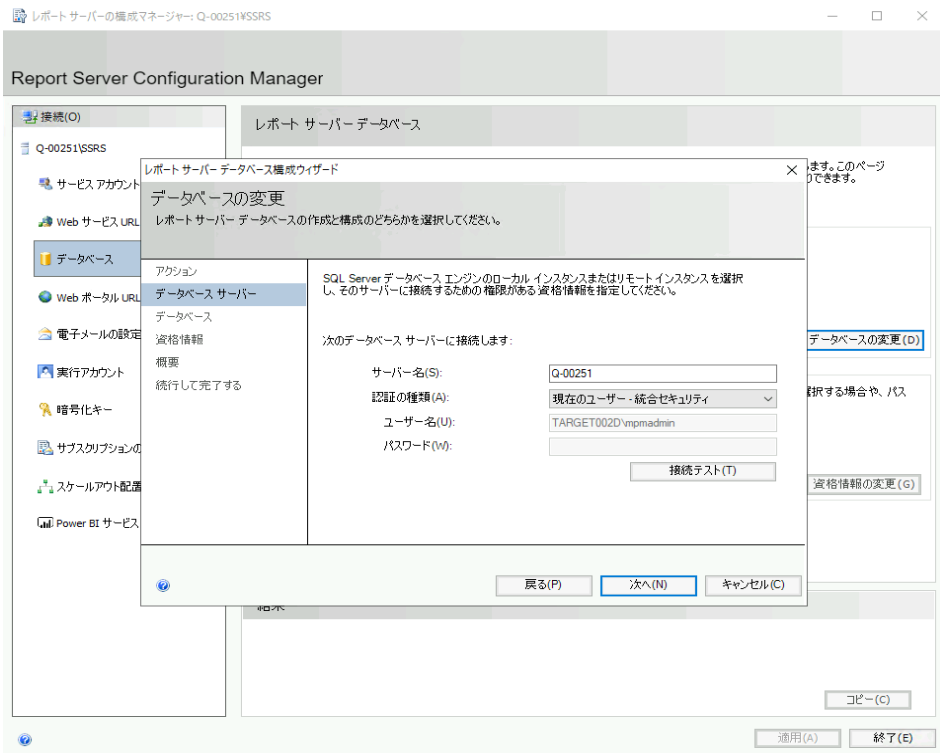 レポート サーバーの構成マネージャー: Q-00251¥SSRS
Report Server Configuration Manager
接続(O)
Q-00251\SSRS
サービス アカウント
Web サービス URL
データベース
Web ポータル URL
電子メールの設定
実行アカウント
暗号化キー
サブスクリプションの
スケールアウト配置
Power BI サービス
レポート サーバー データベース
ます。このページ
できます。
データベースの変更(D)
択する場合や、パス
資格情報の変更(G)
レポート サーバー データベース構成ウィザード
データベースの変更
レポート サーバー データベースの作成と構成のどちらかを選択してください。
アクション
データベース サーバー
データベース
資格情報
概要
続行して完了する
SQL Server データベース エンジンのローカル インスタンスまたはリモート インスタンスを選択
し、そのサーバーに接続するための権限がある資格情報を指定してください。
次のデータベース サーバーに接続します:
サーバー名(S):
Q-00251
認証の種類(A):
現在のユーザー - 統合セキュリティ
ユーザー名(U):
TARGET002D\mpmadmin
パスワード(W):
接続テスト(T)
戻る(P)
次へ(N)
キャンセル(C)
結果
コピー(C)
適用(A)
終了(E)